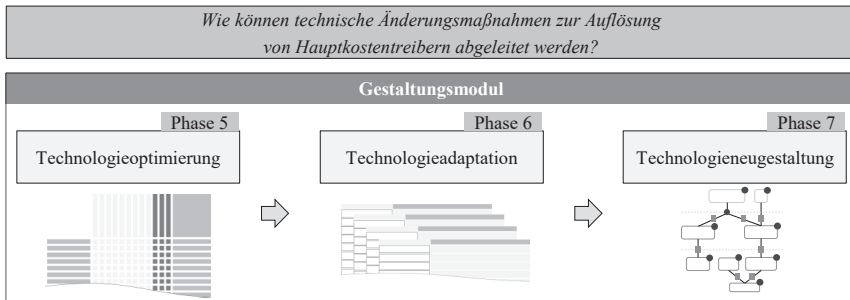 Wie können technische Änderungsmaßnahmen zur Auflösung
von Hauptkostentreibern abgeleitet werden?
Gestaltungsmodul
Phase 5
Technologieoptimierung
Phase 6
Technologieadaptation
Phase 7
Technologieneugestaltung